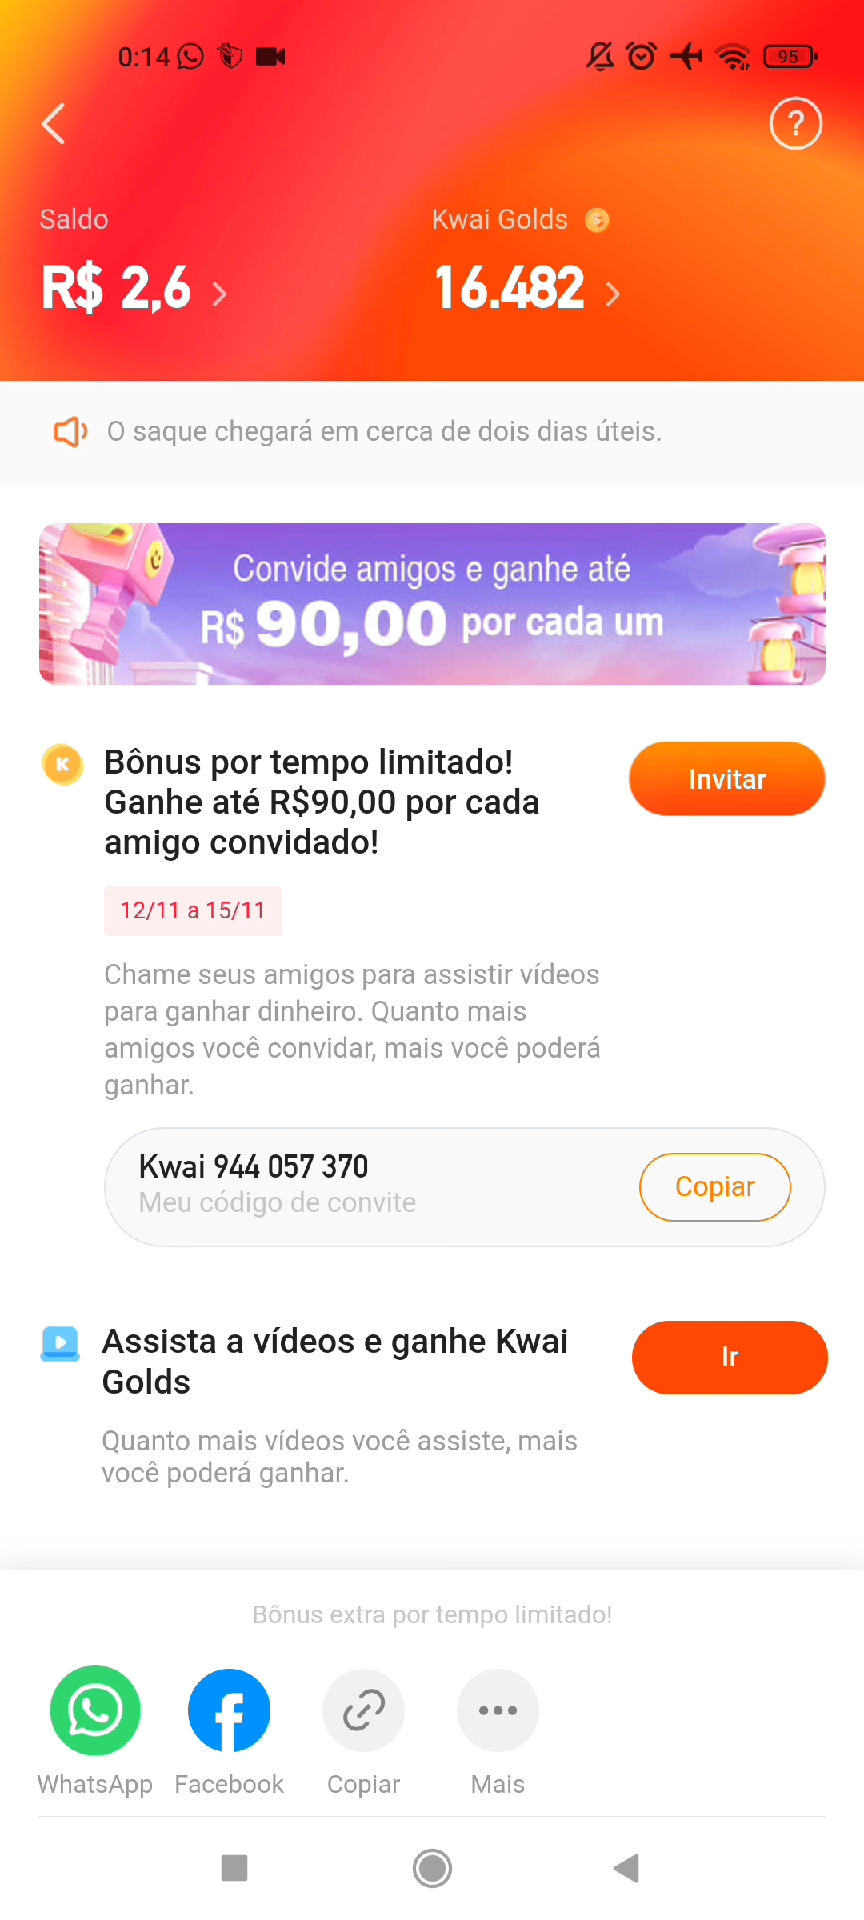 0:14
95
?
Saldo
Kwai Golds
R$ 2,6
16.482
O saque chegará em cerca de dois dias úteis.
Convide amigos e ganhe até
R$ 90,00 por cada um
K
Bônus por tempo limitado!
Ganhe até R$90,00 por cada
amigo convidado!
Invitar
12/11 a 15/11
Chame seus amigos para assistir vídeos
para ganhar dinheiro. Quanto mais
amigos você convidar, mais você poderá
ganhar.
Kwai 944 057 370
Meu código de convite
Copiar
Assista a vídeos e ganhe Kwai
Golds
Ir
Quanto mais vídeos você assiste, mais
você poderá ganhar.
Bônus extra por tempo limitado!
WhatsApp
Facebook
Copiar
Mais